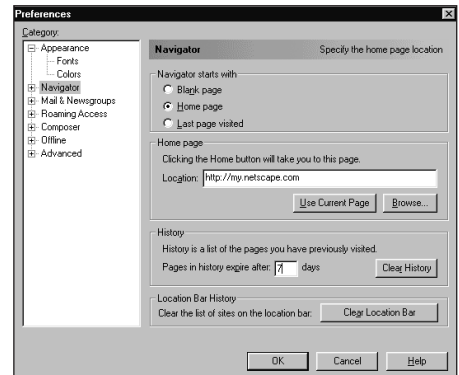 Preferences
Category:
Appearance
Fonts
Colors
Navigator
Mail & Newsgroups
Roaming Access
Composer
Offline
Advanced
Navigator Specify the home page location
Navigator starts with
Blank page
Home page
Last page visited
Home page
Clicking the Home button will take you to this page.
Location: http://my.netscape.com
Use Current Page Browse...
History
History is a list of the pages you have previously visited.
Pages in history expire after: 7 days Clear History
Location Bar History
Clear the list of sites on the location bar: Clear Location Bar
OK Cancel Help